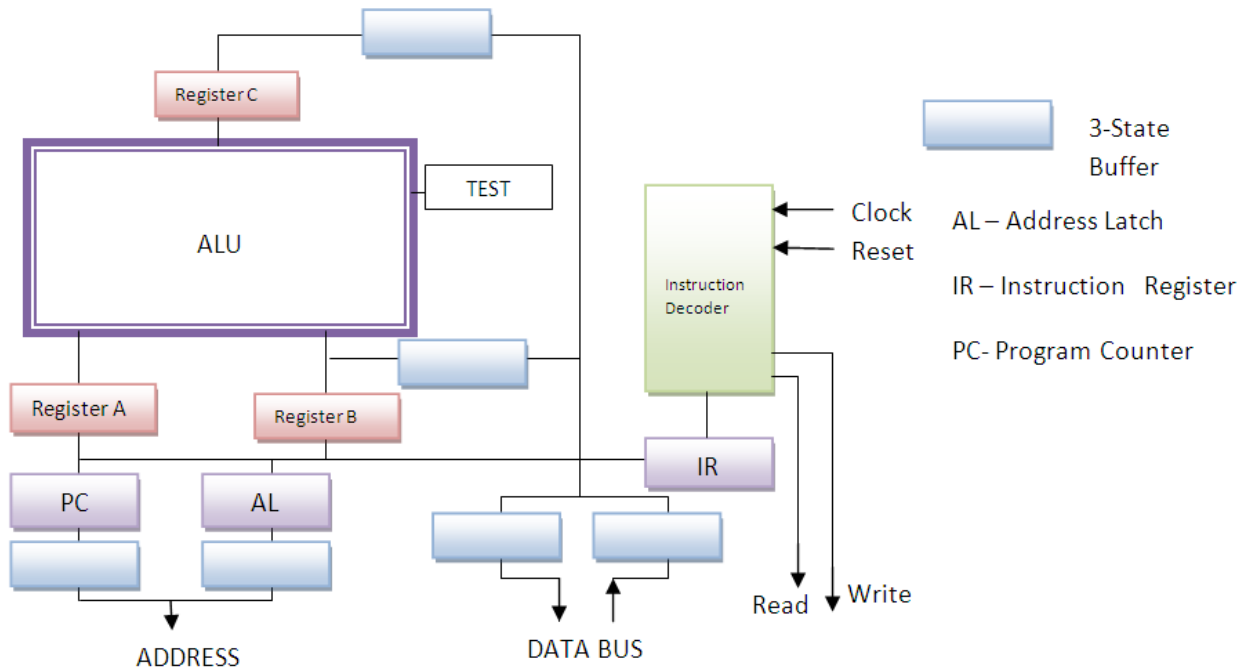 Register C
TEST
ALU
Instruction
Decoder
Clock
Reset
3-State
Buffer
AL – Address Latch
IR – Instruction Register
PC- Program Counter
Register A
Register B
IR
PC
AL
Read
Write
ADDRESS
DATA BUS